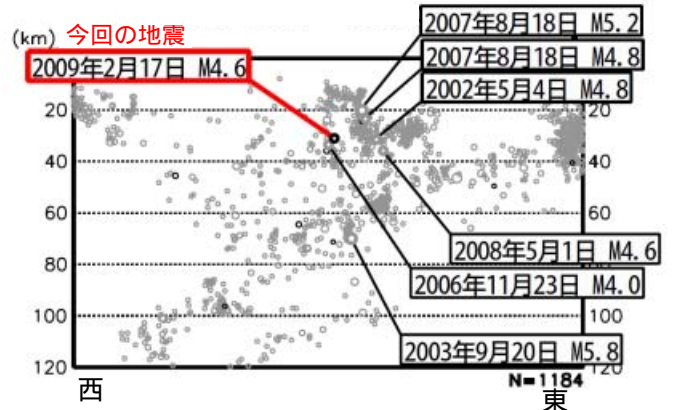 (km)
今回の地震
2009年2月17日 M4.6
2007年8月18日 M5.2
2007年8月18日 M4.8
2002年5月4日 M4.8
20
20
40
40
60
60
2008年5月1日 M4.6
80
80
2006年11月23日 M4.0
100
100
2003年9月20日 M5.8
120
120
N=1184
西
東